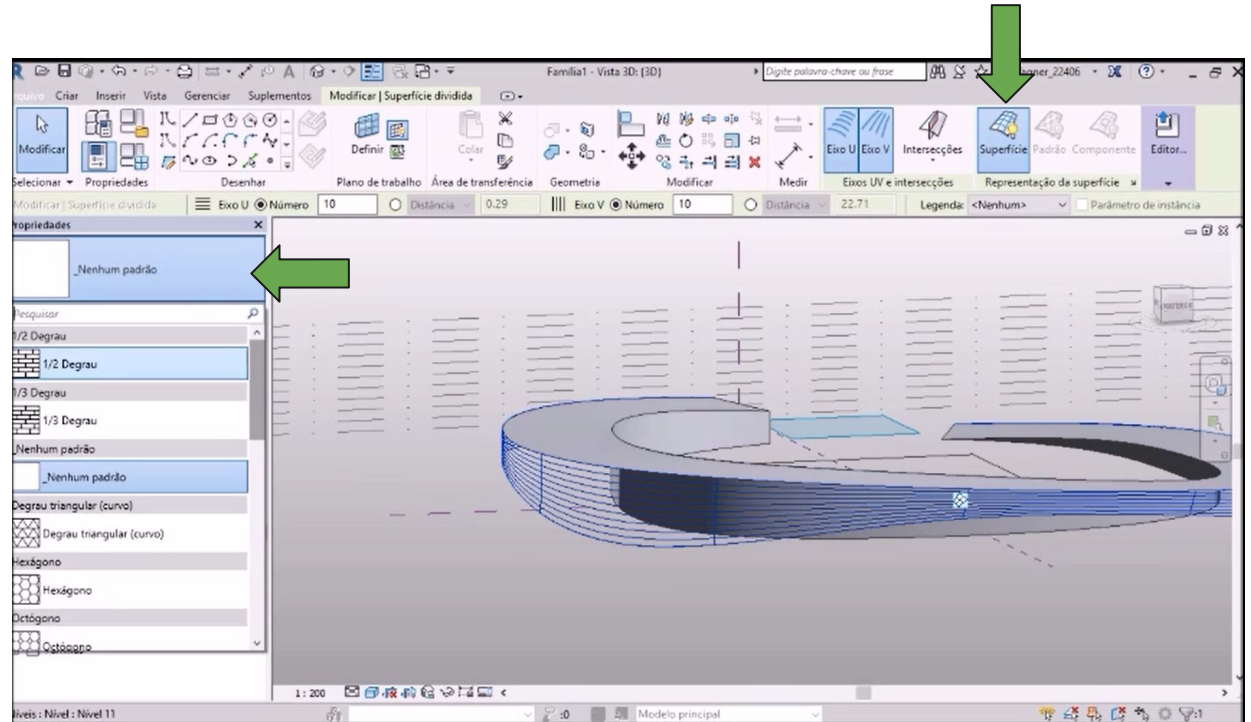 Família1 - Vista 3D: {3D}
Digite palavra-chave ou frase
Criar Inserir Vista Gerenciar Suplementos Modificar | Superfície dividida
Modificar Definir Colar Eixo U Eixo V Intersecções Superfície Padrão Componente Editor...
Selecionar Propriedades Desenhar Plano de trabalho Área de transferência Geometria Modificar Medir Eixos UV e intersecções Representação da superfície
Modificar | Superfície dividida Eixo U Número 10 Distância 0.29 Eixo V Número 10 Distância 22.71 Legenda: <Nenhum> Parâmetro de instância
Propriedades
_Nenhum padrão
Pesquisar
1/2 Degrau
1/2 Degrau
1/3 Degrau
1/3 Degrau
_Nenhum padrão
_Nenhum padrão
Degrau triangular (curvo)
Degrau triangular (curvo)
Hexágono
Hexágono
Octógono
Octógono
1 : 200
Níveis : Nível : Nível 11
:0
Modelo principal
:1